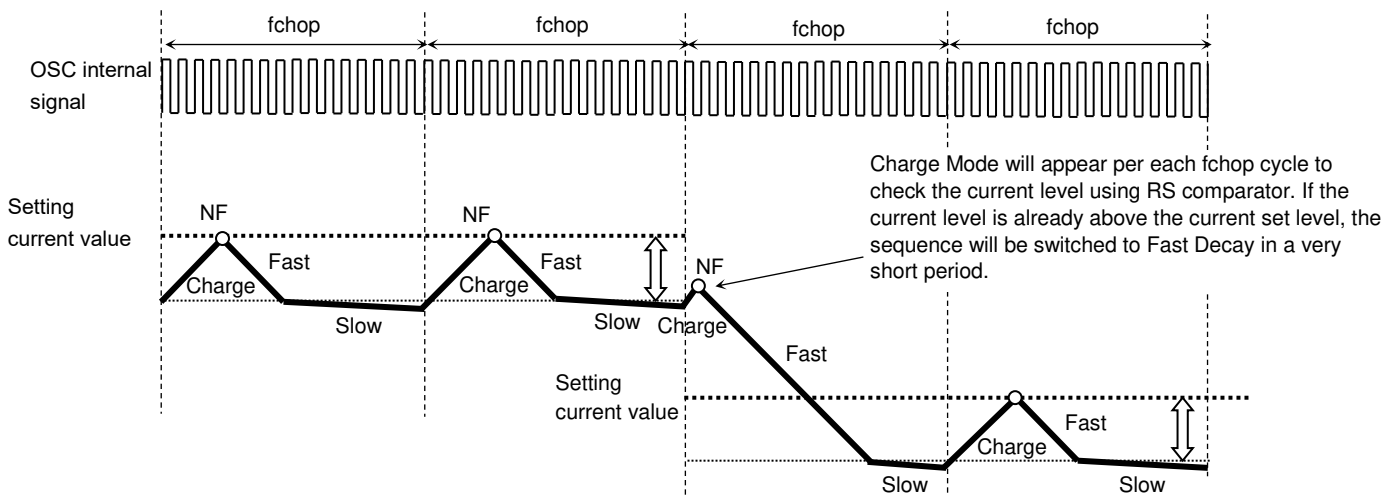 fchop
fchop
fchop
fchop
OSC internal
signal
Charge Mode will appear per each fchop cycle to
check the current level using RS comparator. If the
current level is already above the current set level, the
sequence will be switched to Fast Decay in a very
short period.
Setting
current value
NF
Fast
Charge
Slow
NF
Fast
Charge
Slow
NF
Charge
Fast
Setting
current value
Fast
Charge
Slow
Slow